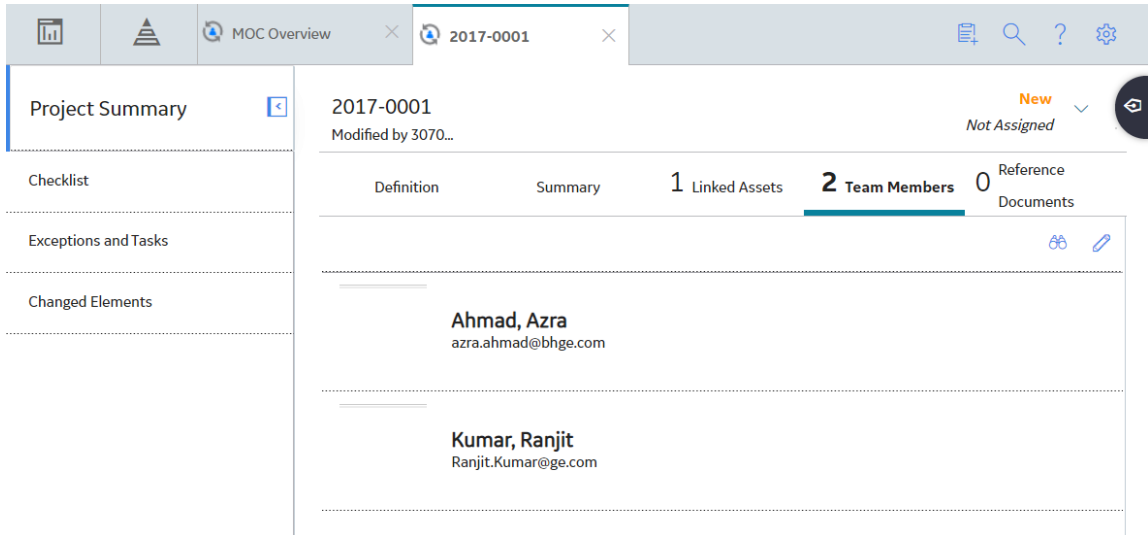 MOC Overview
2017-0001
Project Summary
Checklist
Exceptions and Tasks
Changed Elements
2017-0001
Modified by 3070...
New
Not Assigned
Definition
Summary
1 Linked Assets
2 Team Members
0 Reference
Documents
Ahmad, Azra
azra.ahmad@bhge.com
Kumar, Ranjit
Ranjit.Kumar@ge.com